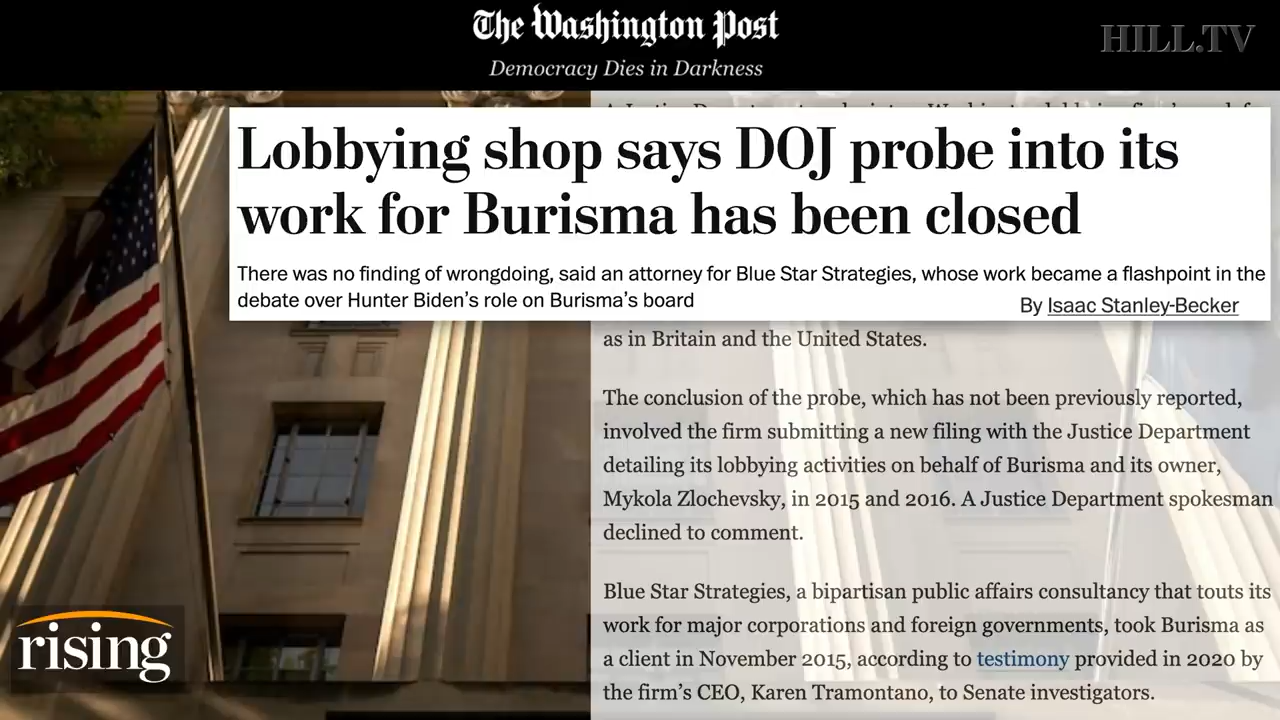 The Washington Post
Democracy Dies in Darkness
HILL.TV
Lobbying shop says DOJ probe into its
work for Burisma has been closed
There was no finding of wrongdoing, said an attorney for Blue Star Strategies, whose work became a flashpoint in the
debate over Hunter Biden’s role on Burisma’s board
By Isaac Stanley-Becker
as in Britain and the United States.
The conclusion of the probe, which has not been previously reported,
involved the firm submitting a new filing with the Justice Department
detailing its lobbying activities on behalf of Burisma and its owner,
Mykola Zlochevsky, in 2015 and 2016. A Justice Department spokesman
declined to comment.
Blue Star Strategies, a bipartisan public affairs consultancy that touts its
work for major corporations and foreign governments, took Burisma as
a client in November 2015, according to testimony provided in 2020 by
the firm’s CEO, Karen Tramontano, to Senate investigators.
rising